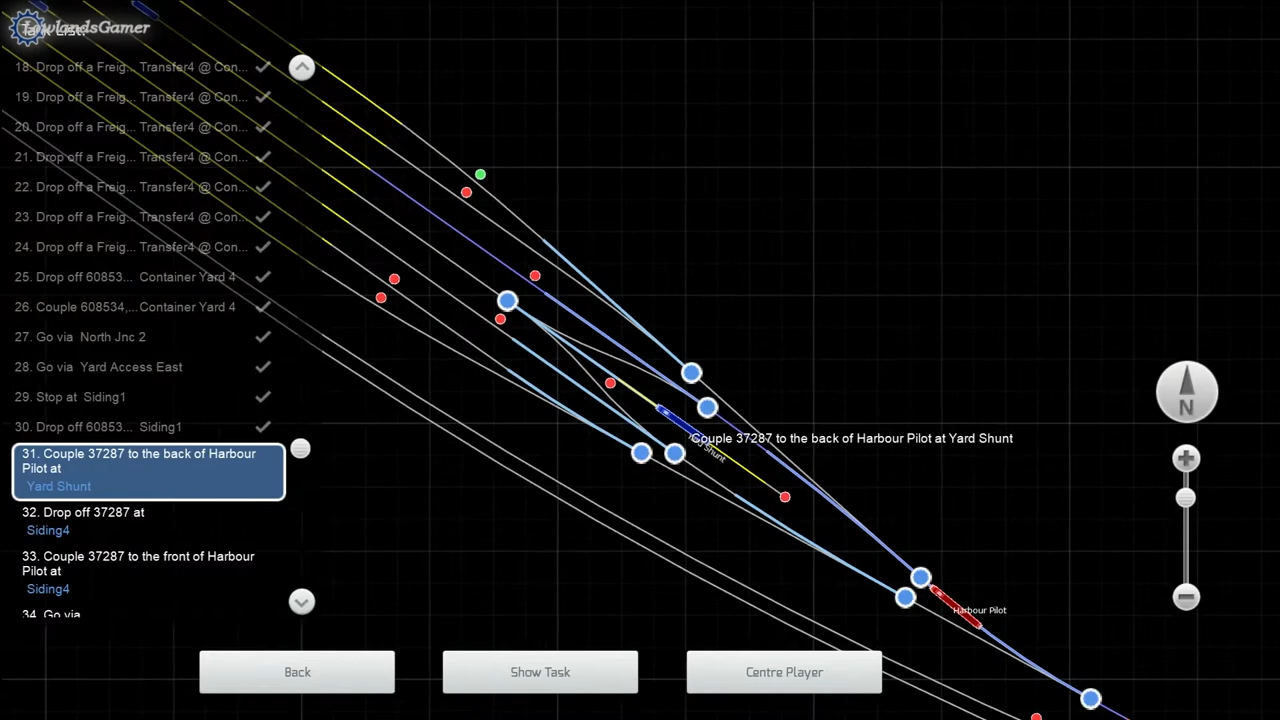 LowlandsGamer
Task List:
18. Drop off a Freig... Transfer4 @ Con...
19. Drop off a Freig... Transfer4 @ Con...
20. Drop off a Freig... Transfer4 @ Con...
21. Drop off a Freig... Transfer4 @ Con...
22. Drop off a Freig... Transfer4 @ Con...
23. Drop off a Freig... Transfer4 @ Con...
24. Drop off a Freig... Transfer4 @ Con...
25. Drop off 60853... Container Yard 4
26. Couple 608534,... Container Yard 4
27. Go via North Jnc 2
28. Go via Yard Access East
29. Stop at Siding1
30. Drop off 60853... Siding1
31. Couple 37287 to the back of Harbour
Pilot at
Yard Shunt
32. Drop off 37287 at
Siding4
33. Couple 37287 to the front of Harbour
Pilot at
Siding4
34. Go via
Couple 37287 to the back of Harbour Pilot at Yard Shunt
Shunt
Harbour Pilot
N
Back
Show Task
Centre Player